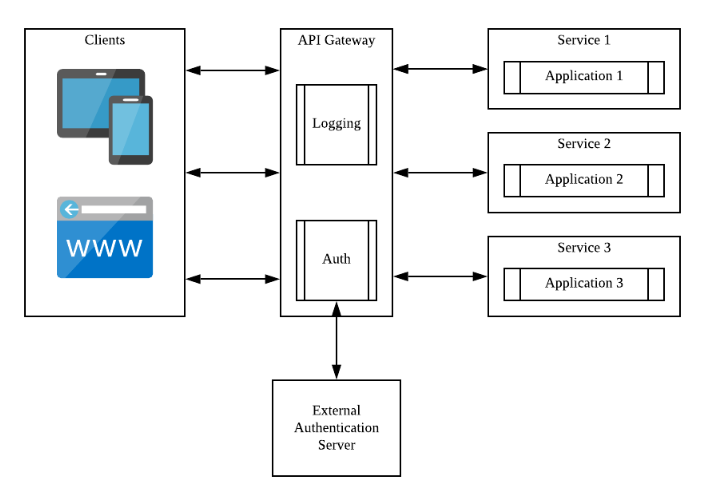 Clients
WWW
API Gateway
Logging
Auth
Service 1
Application 1
Service 2
Application 2
Service 3
Application 3
External
Authentication
Server